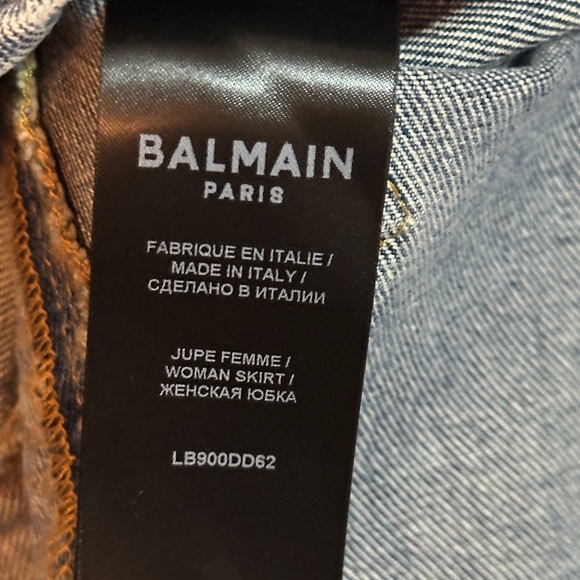 BALMAIN
PARIS
FABRIQUE EN ITALIE /
MADE IN ITALY /
СДЕЛАНО В ИТАЛИИ
JUPE FEMME /
WOMAN SKIRT /
ЖЕНСКАЯ ЮБКА
LB900DD62